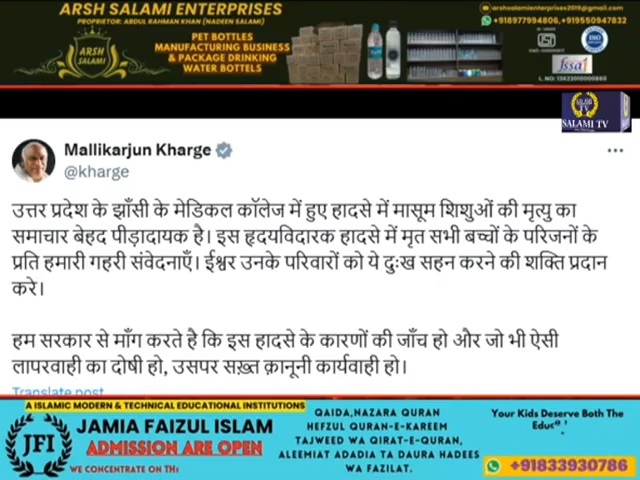 ARSH SALAMI ENTERPRISES
PROPRIETOR: ABDUL RAHMAN KHAN (NADEEN SALAMI)
PET BOTTLES
MANUFACTURING BUSINESS
& PACKAGE DRINKING
WATER BOTTELS
ARSH
SALAMI
arshsalamienterprises2019@gmail.com
+918977994806, +919550947832
ISO
fssai
SALAMI TV
Mallikarjun Kharge
@kharge
उत्तर प्रदेश के झाँसी के मेडिकल कॉलेज में हुए हादसे में मासूम शिशुओं की मृत्यु का
समाचार बेहद पीड़ादायक है। इस हृदयविदारक हादसे में मृत सभी बच्चों के परिजनों के
प्रति हमारी गहरी संवेदनाएँ। ईश्वर उनके परिवारों को ये दुःख सहन करने की शक्ति प्रदान
करे।
हम सरकार से माँग करते है कि इस हादसे के कारणों की जाँच हो और जो भी ऐसी
लापरवाही का दोषी हो, उसपर सख़्त क़ानूनी कार्यवाही हो।
Translate post
A ISLAMIC MODERN & TECHNICAL EDUCATIONAL INSTITUTIONS
JFI
JAMIA FAIZUL ISLAM
ADMISSION ARE OPEN
WE CONCENTRATE ON THE
QAIDA,NAZARA QURAN
HEFZUL QURAN-E-KAREEM
TAJWEED WA QIRAT-E-QURAN,
ALEEMIAT ADADIA TA DAURA HADEES
WA FAZILAT.
Your Kids Deserve Both The
+91833930786